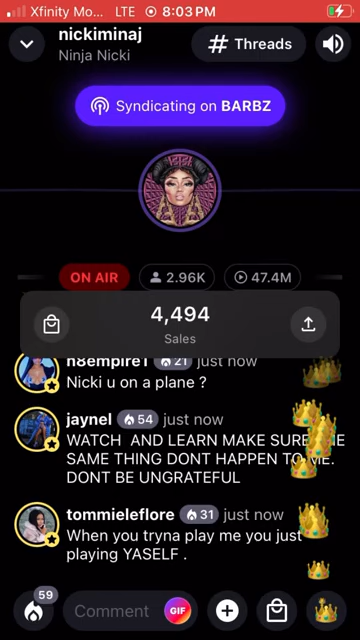 Xfinity Mo... LTE 8:03 PM
nickiminaj
Ninja Nicki
# Threads
Syndicating on BARBZ
ON AIR 2.96K 47.4M
4,494
Sales
n8empire1 21 just now
Nicki u on a plane ?
jaynel 54 just now
WATCH AND LEARN MAKE SURE
SAME THING DONT HAPPEN TO ME.
DONT BE UNGRATEFUL
tommieleflore 31 just now
When you tryna play me you just
playing YASELF .
59
Comment GIF